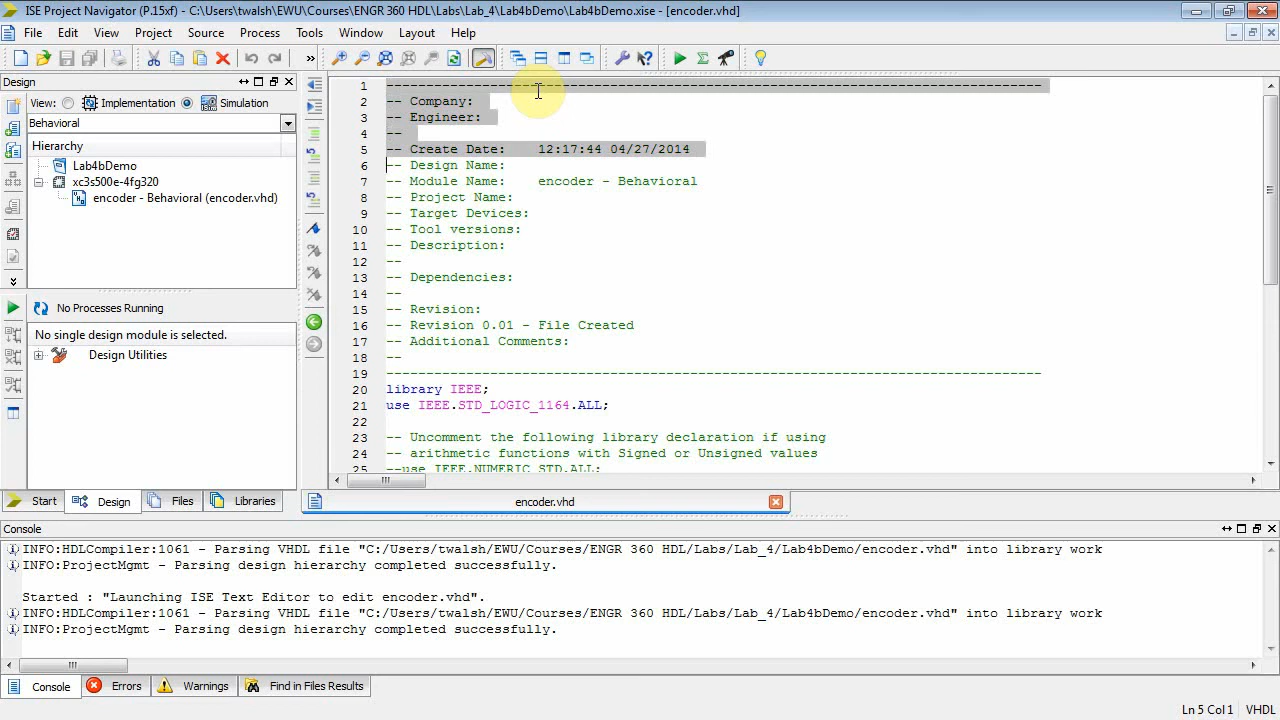 ISE Project Navigator (P.15xf) - C:\Users\twalsh\EWU\Courses\ENGR 360 HDL\Labs\Lab_4\Lab4bDemo\Lab4bDemo.xise - [encoder.vhd]
File Edit View Project Source Process Tools Window Layout Help
Design
View: Implementation Simulation
Behavioral
Hierarchy
Lab4bDemo
xc3s500e-4fg320
encoder - Behavioral (encoder.vhd)
No Processes Running
No single design module is selected.
Design Utilities
Start Design Files Libraries
1 --------------------------------------------------------------------------------
2 -- Company:
3 -- Engineer:
4 --
5 -- Create Date:    12:17:44 04/27/2014
6 -- Design Name:
7 -- Module Name:    encoder - Behavioral
8 -- Project Name:
9 -- Target Devices:
10 -- Tool versions:
11 -- Description:
12 --
13 -- Dependencies:
14 --
15 -- Revision:
16 -- Revision 0.01 - File Created
17 -- Additional Comments:
18 --
19 --------------------------------------------------------------------------------
20 library IEEE;
21 use IEEE.STD_LOGIC_1164.ALL;
22
23 -- Uncomment the following library declaration if using
24 -- arithmetic functions with Signed or Unsigned values
25 --use IEEE.NUMERIC_STD.ALL;
encoder.vhd
Console
INFO:HDLCompiler:1061 - Parsing VHDL file "C:/Users/twalsh/EWU/Courses/ENGR 360 HDL/Labs/Lab_4/Lab4bDemo/encoder.vhd" into library work
INFO:ProjectMgmt - Parsing design hierarchy completed successfully.
Started : "Launching ISE Text Editor to edit encoder.vhd".
INFO:HDLCompiler:1061 - Parsing VHDL file "C:/Users/twalsh/EWU/Courses/ENGR 360 HDL/Labs/Lab_4/Lab4bDemo/encoder.vhd" into library work
INFO:ProjectMgmt - Parsing design hierarchy completed successfully.
Console Errors Warnings Find in Files Results
Ln 5 Col 1 VHDL